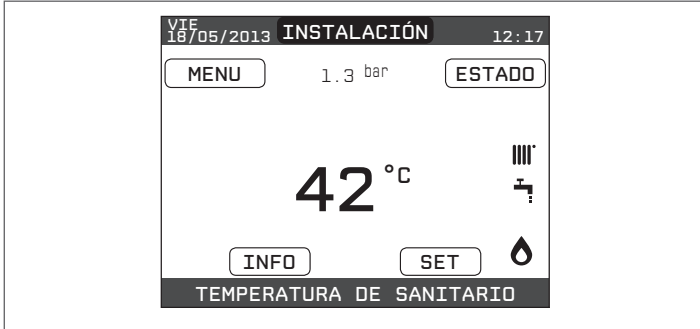 VIE
18/05/2013 INSTALACIÓN 12:17
MENU 1.3 bar ESTADO
42 °C
INFO SET
TEMPERATURA DE SANITARIO